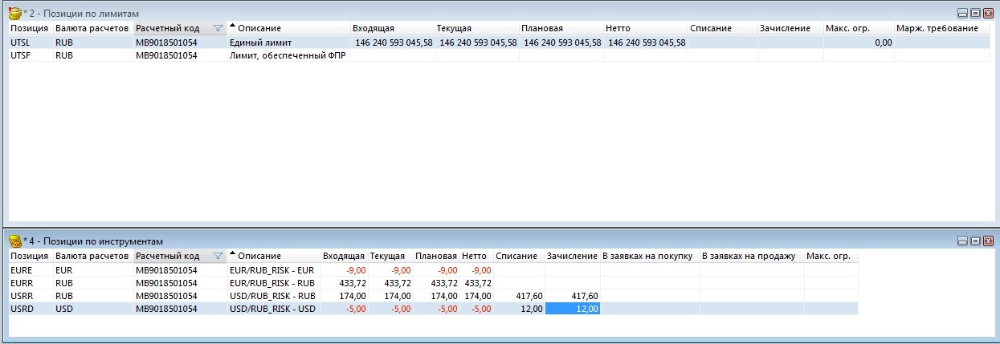 * 2 - Позиции по лимитам
Позиция Валюта расчетов Расчетный код Описание Входящая Текущая Плановая Нетто Списание Зачисление Макс. огр. Марж. требование
UTSL RUB MB9018501054 Единый лимит 146 240 593 045,58 146 240 593 045,58 146 240 593 045,58 146 240 593 045,58 0,00
UTSF RUB MB9018501054 Лимит, обеспеченный ФПР
* 4 - Позиции по инструментам
Позиция Валюта расчетов Расчетный код Описание Входящая Текущая Плановая Нетто Списание Зачисление В заявках на покупку В заявках на продажу Макс. огр.
EURE EUR MB9018501054 EUR/RUB_RISK - EUR -9,00 -9,00 -9,00 -9,00
EURR RUB MB9018501054 EUR/RUB_RISK - RUB 433,72 433,72 433,72 433,72
USRR RUB MB9018501054 USD/RUB_RISK - RUB 174,00 174,00 174,00 174,00 417,60 417,60
USRD USD MB9018501054 USD/RUB_RISK - USD -5,00 -5,00 -5,00 -5,00 12,00 12,00